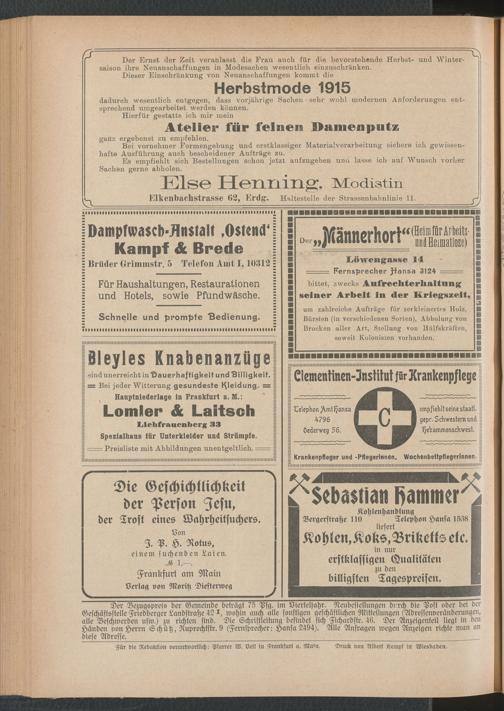 Der Ernst der Zeit veranlasst die Frau auch für die bevorstehende Herbst- und Winter-
saison ihre Neuanschaffungen in Modesachen wesentlich einzuschränken.
Dieser Einschränkung von Neuanschaffungen kommt die
Herbstmode 1915
dadurch wesentlich entgegen, dass vorjährige Sachen sehr wohl modernen Anforderungen ent-
sprechend umgearbeitet werden können.
Hierfür gestatte ich mir mein
Atelier für feinen Damenputz
ganz ergebenst zu empfehlen.
Bei vornehmer Formengebung und erstklassiger Materialverarbeitung sichere ich gewissen-
hafte Ausführung auch bescheidener Aufträge zu.
Es empfiehlt sich Bestellungen schon jetzt aufzugeben und lasse ich auf Wunsch vorher
Sachen gerne abholen.
Else Henning, Modistin
Elkenbachstrasse 62, Erdg. Haltestelle der Strassenbahnlinie 11.
Dampfwasch-Anstalt „Ostend“
Kampf & Brede
Brüder Grimmstr. 5 Telefon Amt I, 10312
Für Haushaltungen, Restaurationen
und Hotels, sowie Pfundwäsche.
Schnelle und prompte Bedienung.
Der „Männerhort“ (Heim für Arbeits-
und Heimatlose)
Löwengasse 14
Fernsprecher Hansa 3124
bittet, zwecks Aufrechterhaltung
seiner Arbeit in der Kriegszeit,
um zahlreiche Aufträge für zerkleinertes Holz,
Bürsten (in verschiedenen Sorten), Abholung von
Brocken aller Art, Stellung von Hülfskräften,
soweit Kolonisten vorhanden.
Bleyles Knabenanzüge
sind unerreicht in Dauerhaftigkeit und Billigkeit.
Bei jeder Witterung gesundeste Kleidung.
Hauptniederlage in Frankfurt a. M.:
Lomler & Laitsch
Liebfrauenberg 33
Spezialhaus für Unterkleider und Strümpfe.
Preisliste mit Abbildungen unentgeltlich.
Clementinen-Institut für Krankenpflege
Telephon Amt Hansa
4796
Oederweg 56.
C
empfiehlt seine staatl.
gepr. Schwestern und
Hebammenschwest.
Krankenpfleger und -Pflegerinnen, Wochenbettpflegerinnen.
Die Geschichtlichkeit
der Person Jesu,
der Trost eines Wahrheitsuchers.
Von
J. P. H. Notus,
einem suchenden Laien.
M 1,—
Frankfurt am Main
Verlag von Moritz Diesterweg
Sebastian Hammer
Kohlenhandlung
Bergerstraße 110 Telephon Hansa 1538
liefert
Kohlen, Koks, Briketts etc.
in nur
erstklassigen Qualitäten
zu den
billigsten Tagespreisen.
Der Bezugspreis der Gemeinde beträgt 75 Pfg. im Vierteljahr. Neubestellungen durch die Post oder bei der
Geschäftsstelle Friedberger Landstraße 42 I, wohin auch alle sonstigen geschäftlichen Mitteilungen (Adressenveränderungen,
alle Beschwerden usw.) zu richten sind. Die Schriftleitung befindet sich Fichardstr. 46. Der Anzeigenteil liegt in den
Händen von Herrn Schütz, Ruprechtstr. 9 (Fernsprecher: Hansa 2494). Alle Anfragen wegen Anzeigen richte man an
diese Adresse.
Für die Redaktion verantwortlich: Pfarrer W. Veit in Frankfurt a. Main. Druck von Albert Kampf in Wiesbaden.